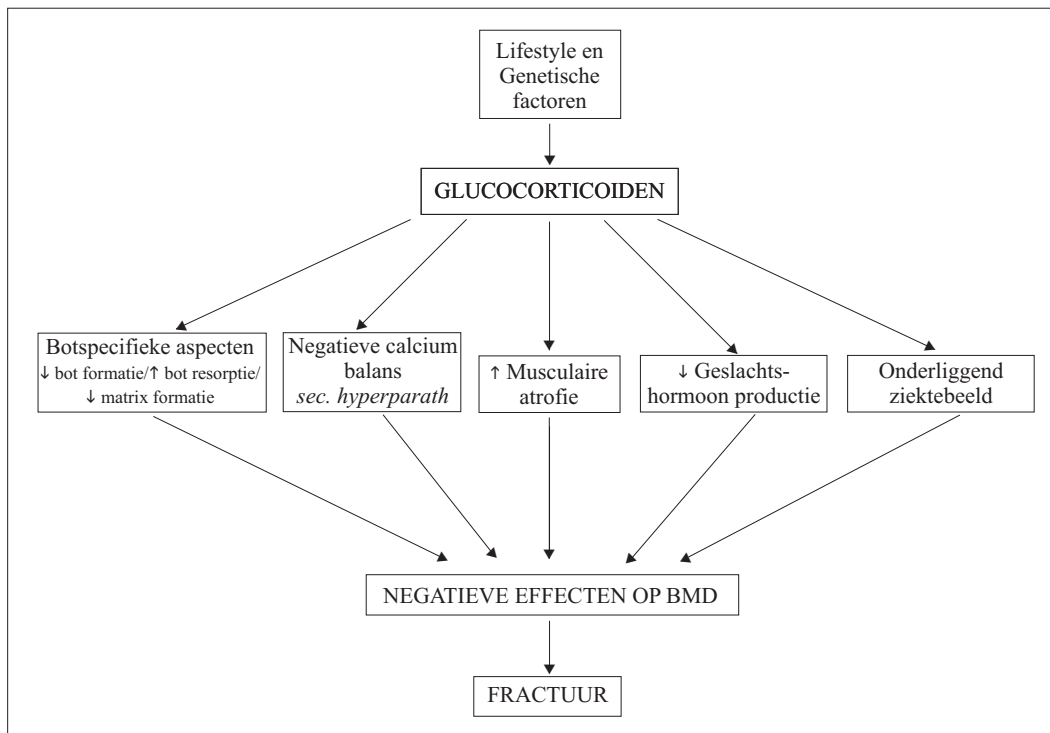 Lifestyle en
Genetische
factoren
GLUCOCORTICOIDEN
Botspecifieke aspecten
↓ bot formatie/↑ bot resorptie/
↓ matrix formatie
Negatieve calcium
balans
sec. hyperparath
↑ Musculaire
atrofie
↓ Geslachts-
hormoon productie
Onderliggend
ziektebeeld
NEGATIEVE EFFECTEN OP BMD
FRACTUUR